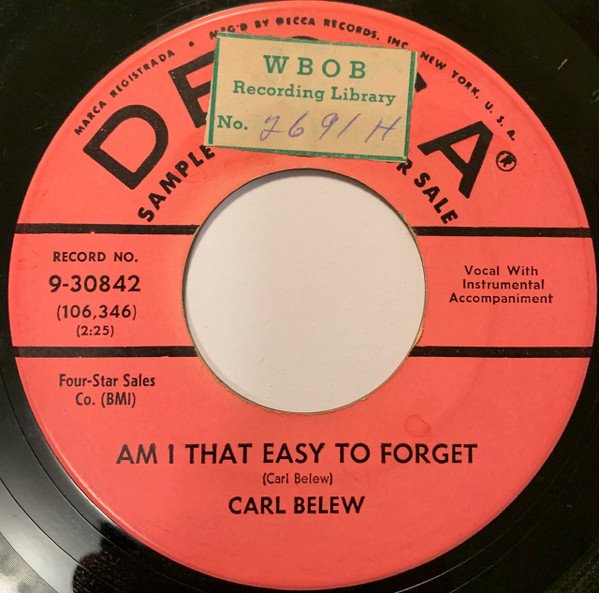 MARCA REGISTRADA • MFG'D BY DECCA RECORDS, INC., NEW YORK, U.S.A.
WBOB
Recording Library
No. 2691H
SALE
RECORD NO.
9-30842
(106,346)
(2:25)
Vocal With
Instrumental
Accompaniment
Four-Star Sales
Co. (BMI)
AM I THAT EASY TO FORGET
(Carl Belew)
CARL BELEW
SAMPLE